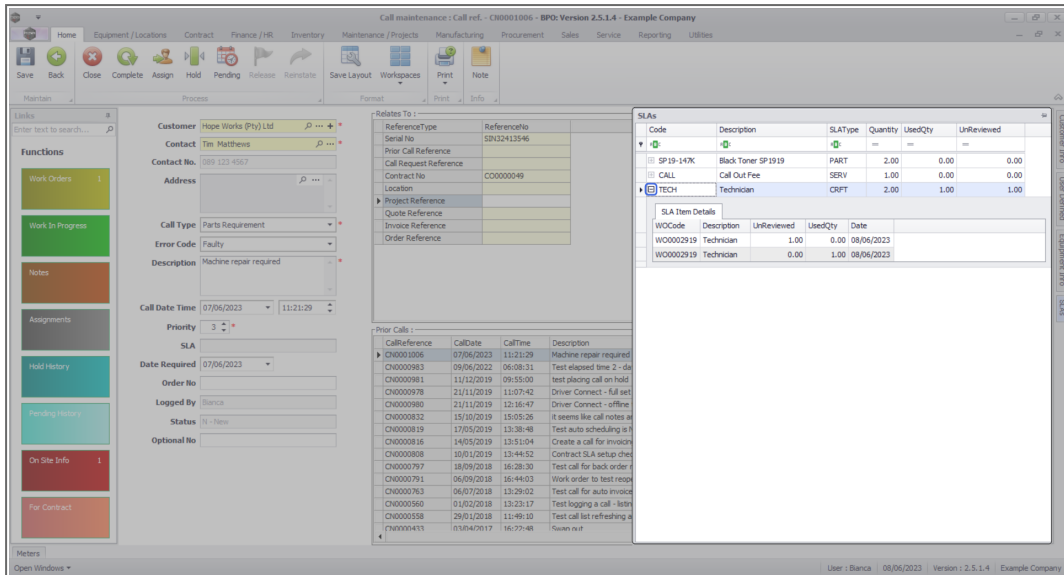 Call maintenance : Call ref. - CN0001006 - BPO: Version 2.5.1.4 - Example Company
Home Equipment / Locations Contract Finance / HR Inventory Maintenance / Projects Manufacturing Procurement Sales Service Reporting Utilities
Save Back Close Complete Assign Hold Pending Release Reinstate Save Layout Workspaces Print Note
Maintain Process Format Print Info
Links
Enter text to search...
Functions
Work Orders 1
Work In Progress
Notes
Assignments
Hold History
Pending History
On Site Info 1
For Contract
Customer Hope Works (Pty) Ltd *
Contact Tim Matthews *
Contact No. 089 123 4567
Address
Call Type Parts Requirement *
Error Code Faulty
Description Machine repair required *
Call Date Time 07/06/2023 11:21:29
Priority 3 *
SLA
Date Required 07/06/2023
Order No
Logged By Bianca
Status N - New
Optional No
Relates To :
ReferenceType ReferenceNo
Serial No SIN32413546
Prior Call Reference
Call Request Reference
Contract No CO0000049
Location
Project Reference
Quote Reference
Invoice Reference
Order Reference
Prior Calls :
CallReference CallDate CallTime Description
CN0001006 07/06/2023 11:21:29 Machine repair required
CN0000983 09/06/2022 06:08:31 Test elapsed time 2 - da
CN0000981 11/12/2019 09:55:00 test placing call on hold
CN0000978 21/11/2019 11:07:42 Driver Connect - full set
CN0000980 21/11/2019 12:16:47 Driver Connect - offline
CN0000832 15/10/2019 15:05:26 it seems like call notes a
CN0000819 17/05/2019 13:38:48 Test auto scheduling is
CN0000816 14/05/2019 13:51:04 Create a call for invoicin
CN0000808 10/01/2019 13:44:52 Contract SLA setup chec
CN0000797 18/09/2018 16:28:30 Test call for back order r
CN0000791 06/09/2018 16:44:03 Work order to test reop
CN0000763 06/07/2018 13:29:02 Test call for auto invoice
CN0000560 01/02/2018 13:23:17 Test logging a call - listin
CN0000558 29/01/2018 11:49:10 Test call list refreshing a
CN0000433 03/04/2017 16:22:48 Swap out
SLAs
Code Description SLAType Quantity UsedQty UnReviewed
= = =
SP19-147K Black Toner SP1919 PART 2.00 0.00 0.00
CALL Call Out Fee SERV 1.00 0.00 0.00
TECH Technician CRFT 2.00 1.00 1.00
SLA Item Details
WOCode Description UnReviewed UsedQty Date
WO0002919 Technician 1.00 0.00 08/06/2023
WO0002919 Technician 0.00 1.00 08/06/2023
Customer Info
User Defined
Equipment Info
SLAs
Meters
Open Windows
User : Bianca 08/06/2023 Version : 2.5.1.4 Example Company